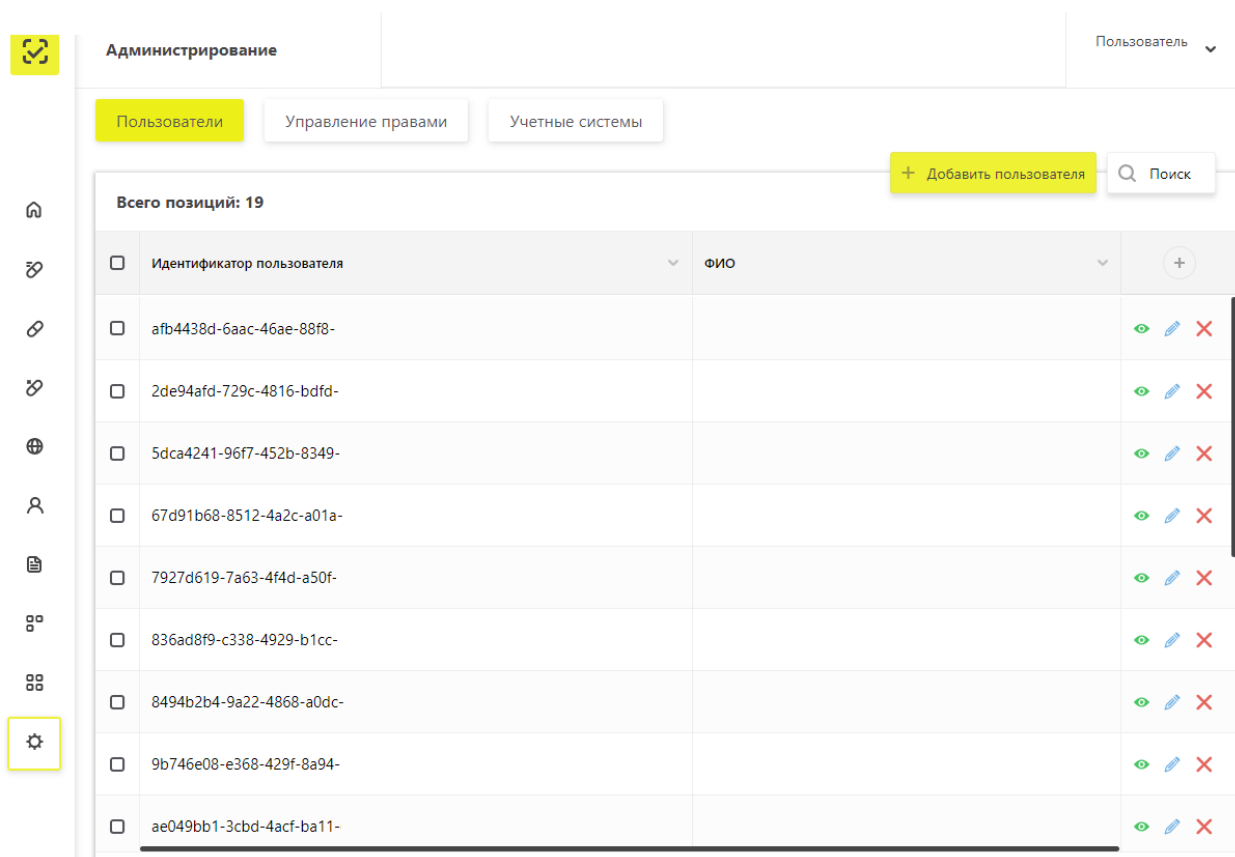 Администрирование
Пользователь
Пользователи
Управление правами
Учетные системы
+ Добавить пользователя
Поиск
Всего позиций: 19
Идентификатор пользователя
ФИО
afb4438d-6aac-46ae-88f8-
2de94afd-729c-4816-bdfd-
5dca4241-96f7-452b-8349-
67d91b68-8512-4a2c-a01a-
7927d619-7a63-4f4d-a50f-
836ad8f9-c338-4929-b1cc-
8494b2b4-9a22-4868-a0dc-
9b746e08-e368-429f-8a94-
ae049bb1-3cbd-4acf-ba11-